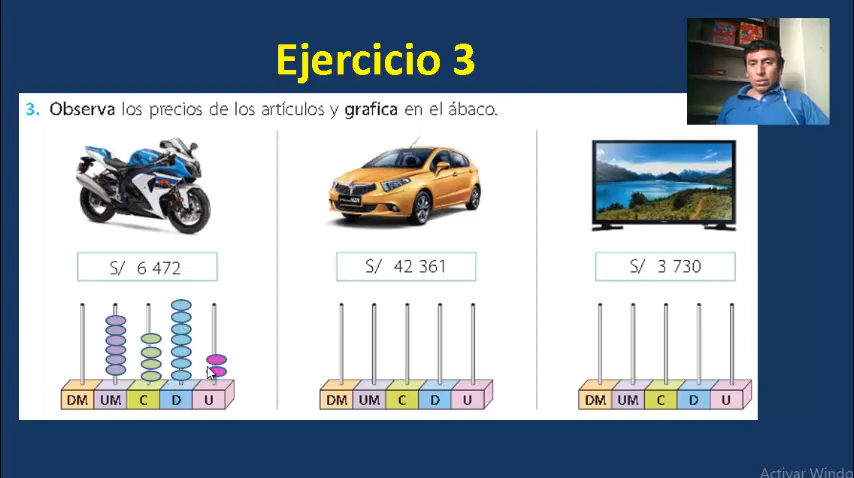 Ejercicio 3
3. Observa los precios de los artículos y grafica en el ábaco.
S/ 6 472
S/ 42 361
S/ 3 730
DM UM C D U
DM UM C D U
DM UM C D U
Activar Windo